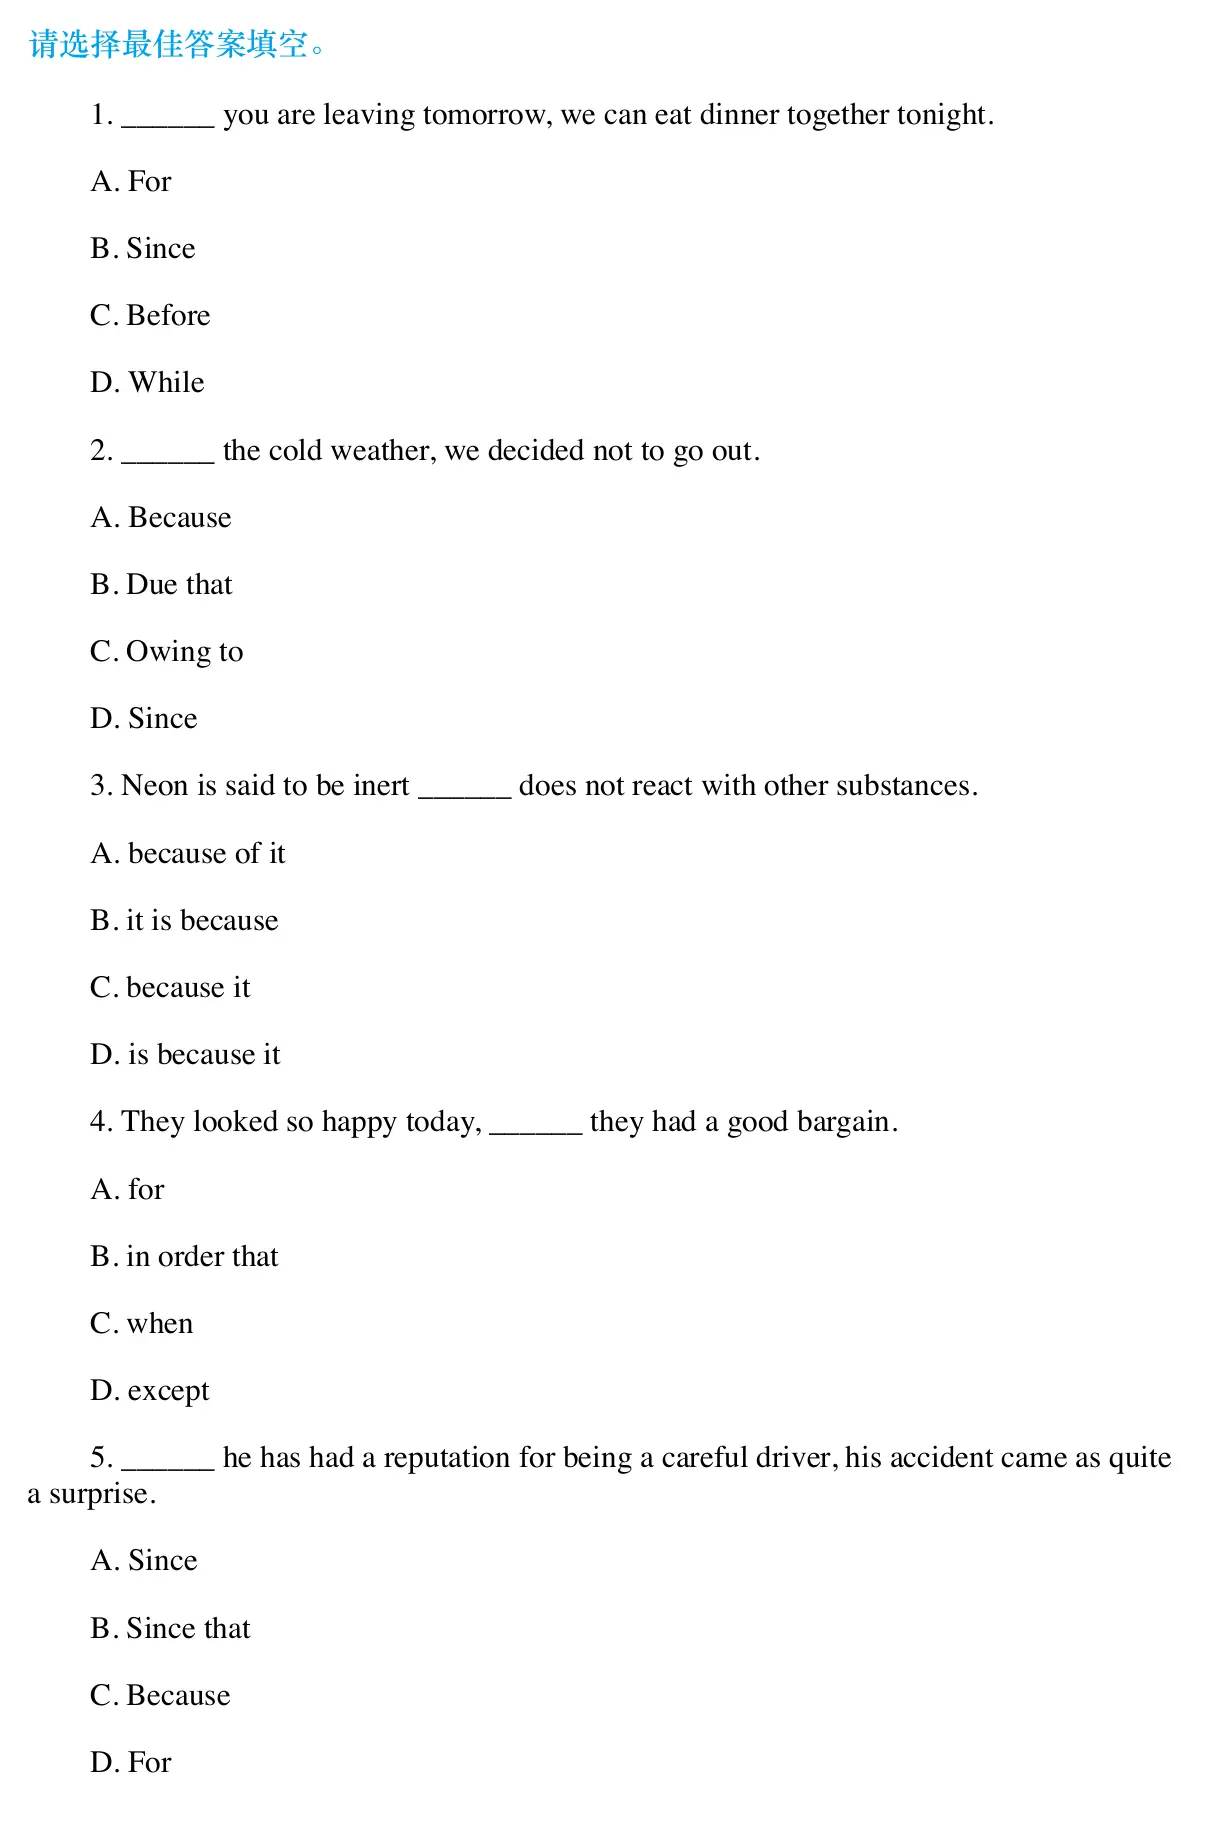 请选择最佳答案填空。
1. ______ you are leaving tomorrow, we can eat dinner together tonight.
A. For
B. Since
C. Before
D. While
2. ______ the cold weather, we decided not to go out.
A. Because
B. Due that
C. Owing to
D. Since
3. Neon is said to be inert ______ does not react with other substances.
A. because of it
B. it is because
C. because it
D. is because it
4. They looked so happy today, ______ they had a good bargain.
A. for
B. in order that
C. when
D. except
5. ______ he has had a reputation for being a careful driver, his accident came as quite
a surprise.
A. Since
B. Since that
C. Because
D. For